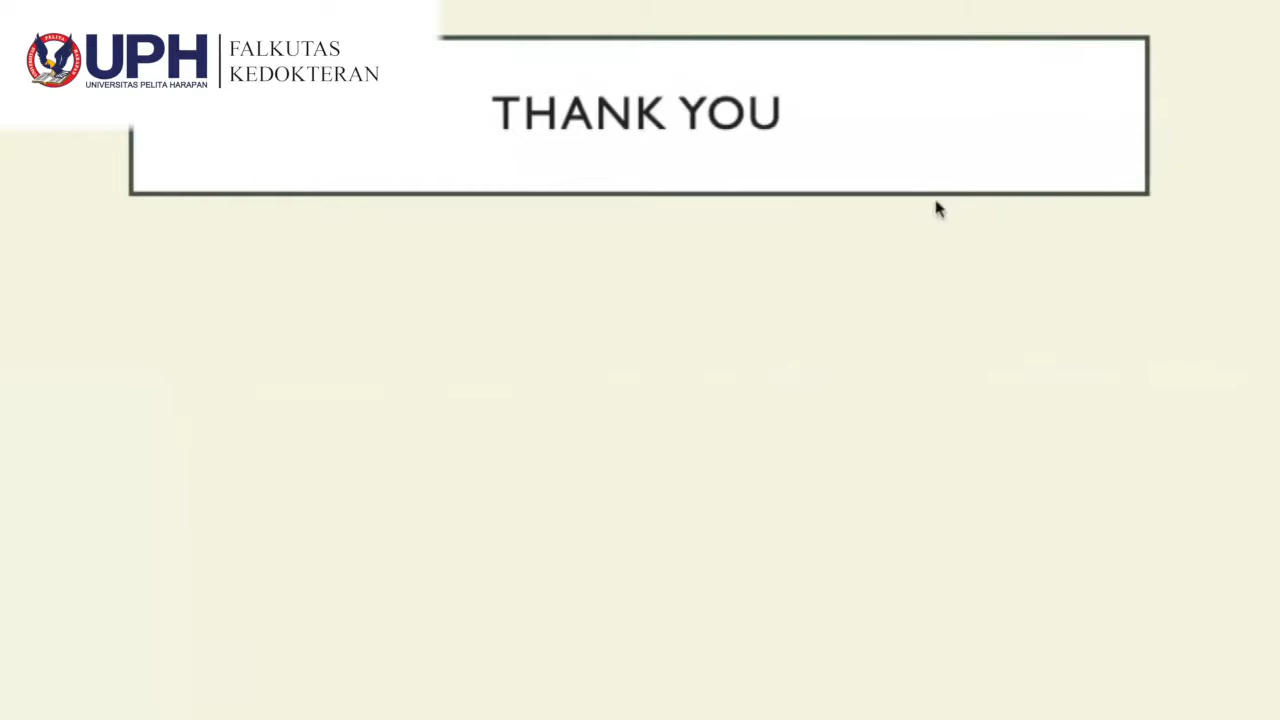 UPH
UNIVERSITAS PELITA HARAPAN
FALKUTAS
KEDOKTERAN
THANK YOU